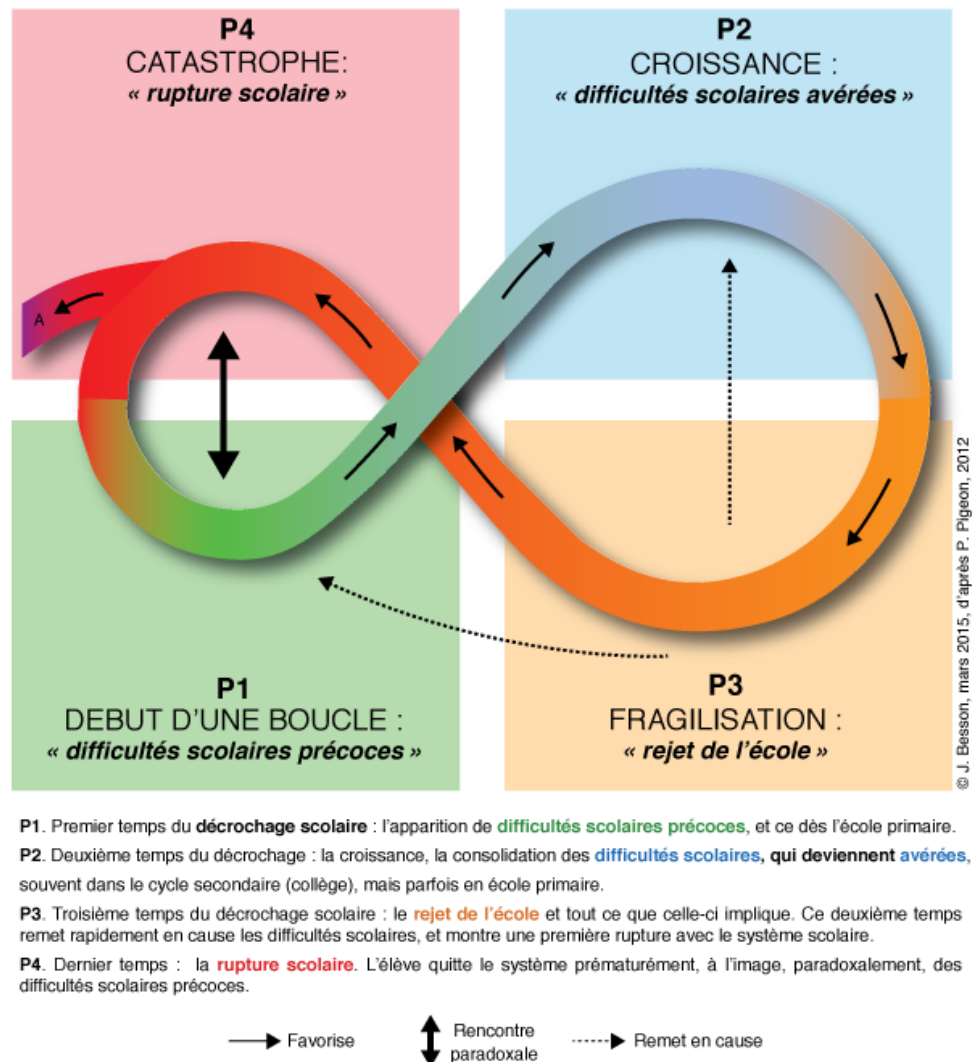 P4
CATASTROPHE:
« rupture scolaire »
P2
CROISSANCE :
« difficultés scolaires avérées »
A
P1
DEBUT D'UNE BOUCLE :
« difficultés scolaires précoces »
P3
FRAGILISATION :
« rejet de l'école »
© J. Besson, mars 2015, d'après P. Pigeon, 2012
P1. Premier temps du décrochage scolaire : l'apparition de difficultés scolaires précoces, et ce dès l'école primaire.
P2. Deuxième temps du décrochage : la croissance, la consolidation des difficultés scolaires, qui deviennent avérées,
souvent dans le cycle secondaire (collège), mais parfois en école primaire.
P3. Troisième temps du décrochage scolaire : le rejet de l'école et tout ce que celle-ci implique. Ce deuxième temps
remet rapidement en cause les difficultés scolaires, et montre une première rupture avec le système scolaire.
P4. Dernier temps : la rupture scolaire. L'élève quitte le système prématurément, à l'image, paradoxalement, des
difficultés scolaires précoces.
Favorise
Rencontre
paradoxale
Remet en cause